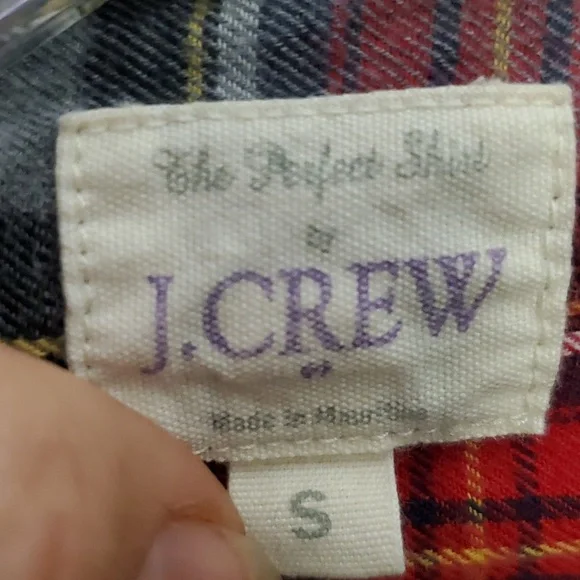 The Perfect Shirt
by
J.CREW
Made in Mauritius
S